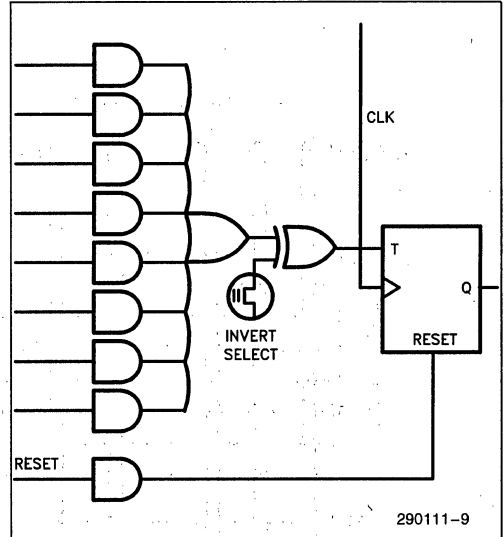 CLK
T
Q
INVERT
SELECT
RESET
RESET
290111-9